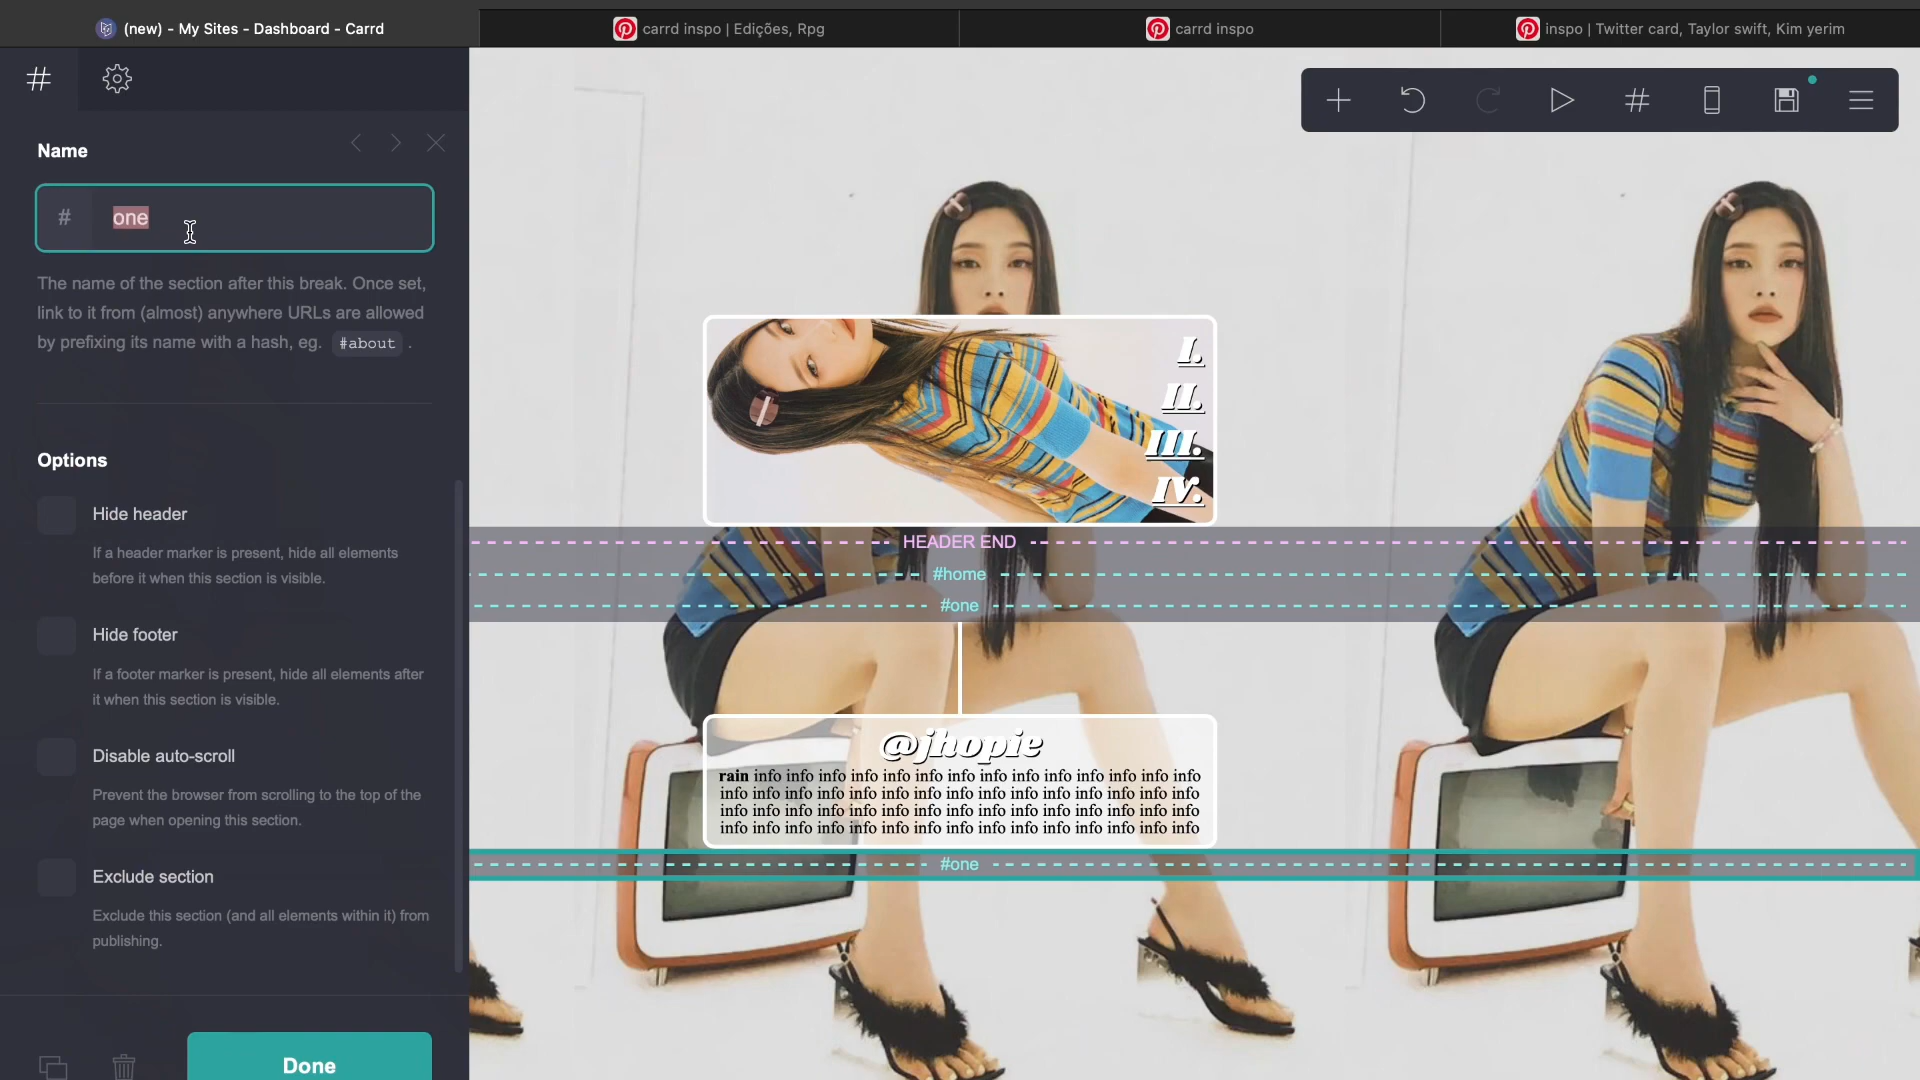 (new) - My Sites - Dashboard - Carrd
carrd inspo | Edições, Rpg
carrd inspo
inspo | Twitter card, Taylor swift, Kim yerim
#
Name
# one
The name of the section after this break. Once set,
link to it from (almost) anywhere URLs are allowed
by prefixing its name with a hash, eg. #about .
Options
Hide header
If a header marker is present, hide all elements
before it when this section is visible.
Hide footer
If a footer marker is present, hide all elements after
it when this section is visible.
Disable auto-scroll
Prevent the browser from scrolling to the top of the
page when opening this section.
Exclude section
Exclude this section (and all elements within it) from
publishing.
Done
I.
II.
III.
IV.
HEADER END
#home
#one
@jhopie
rain info info info info info info info info info info info info info info
info info info info info info info info info info info info info info info
info info info info info info info info info info info info info info info
info info info info info info info info info info info info info info info
#one